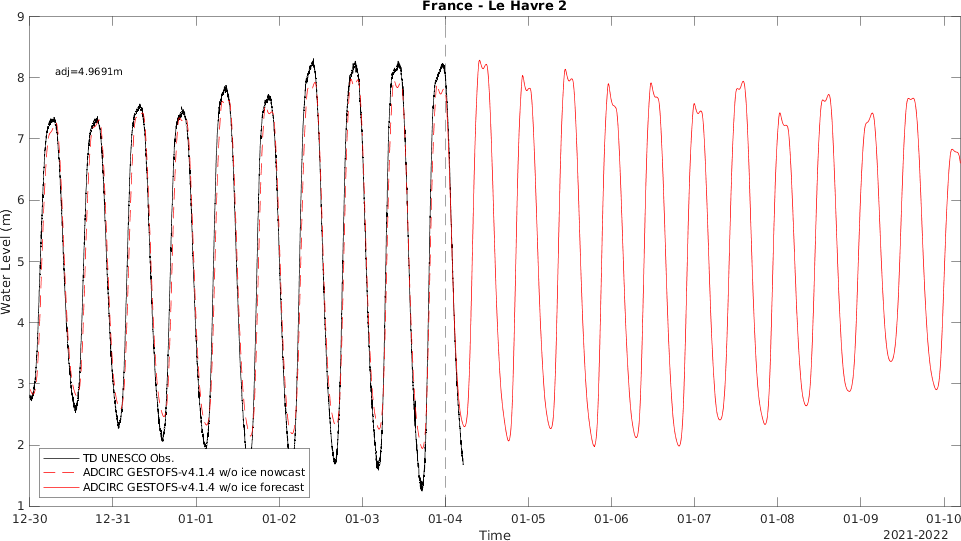 France - Le Havre 2
adj=4.9691m
Water Level (m)
9
8
7
6
5
4
3
2
1
TD UNESCO Obs.
ADCIRC GESTOFS-v4.1.4 w/o ice nowcast
ADCIRC GESTOFS-v4.1.4 w/o ice forecast
12-30 12-31 01-01 01-02 01-03 01-04 01-05 01-06 01-07 01-08 01-09 01-10
Time
2021-2022